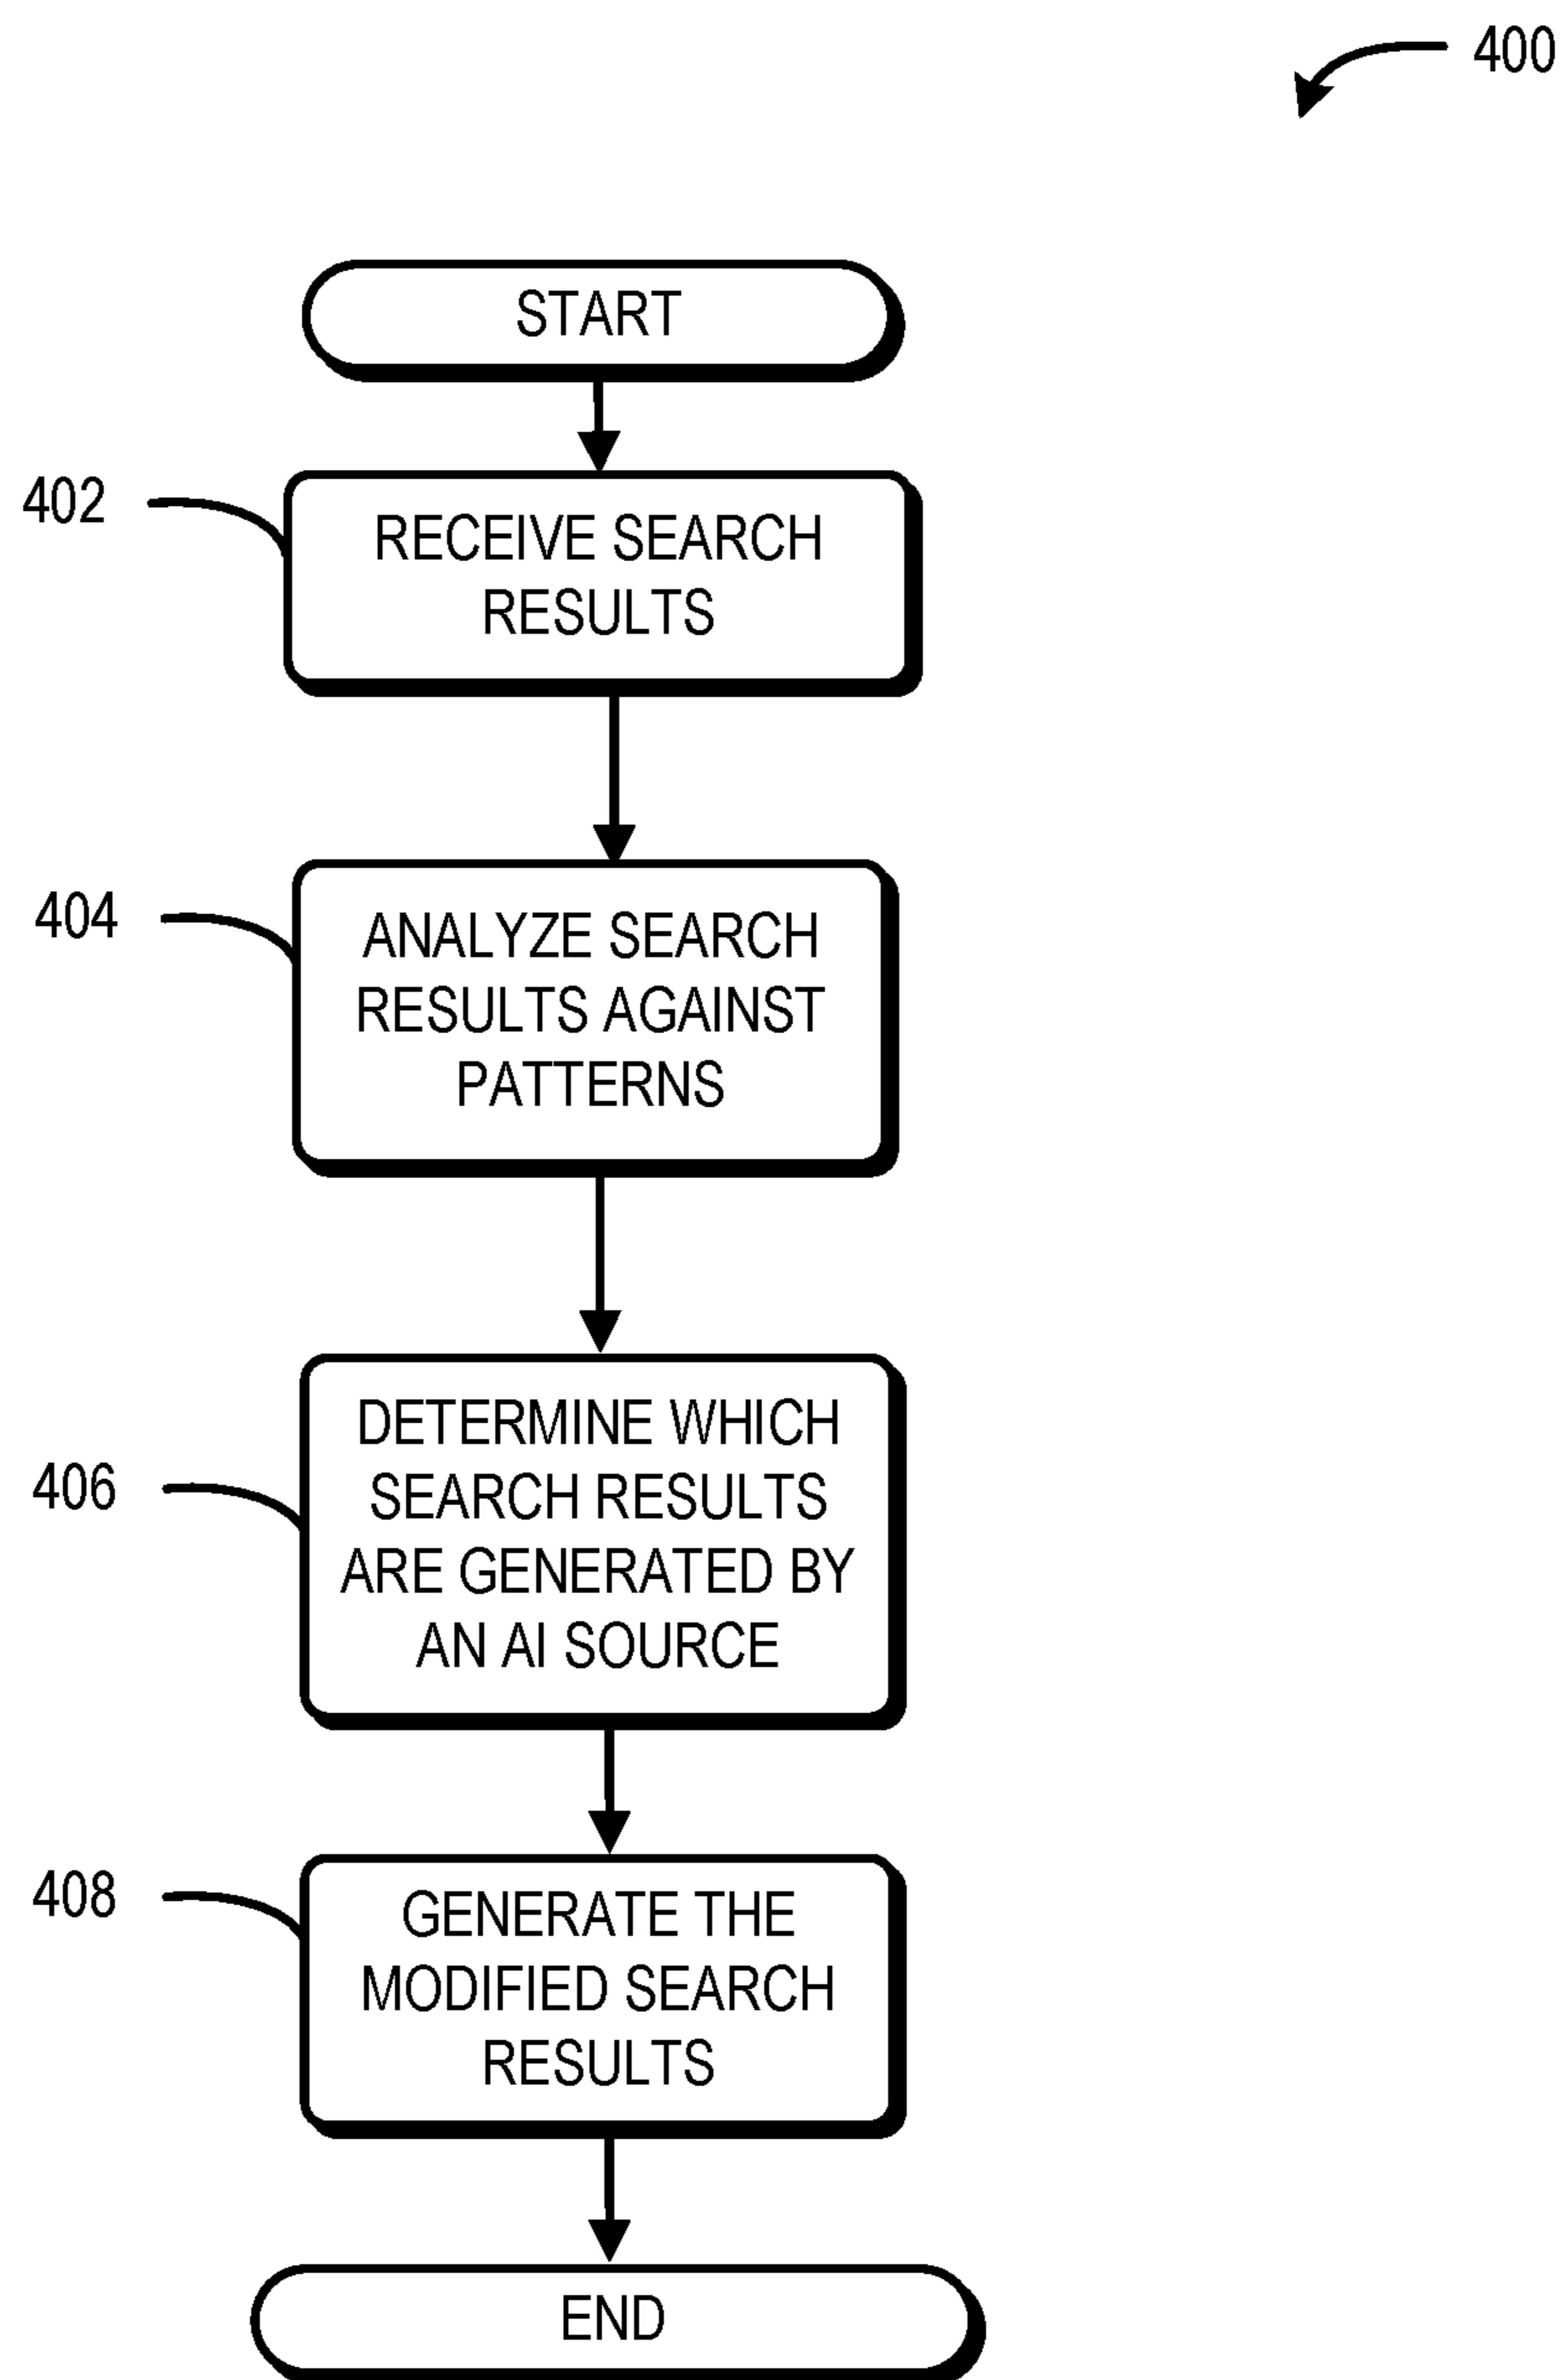 400
START
402
RECEIVE SEARCH
RESULTS
404
ANALYZE SEARCH
RESULTS AGAINST
PATTERNS
406
DETERMINE WHICH
SEARCH RESULTS
ARE GENERATED BY
AN AI SOURCE
408
GENERATE THE
MODIFIED SEARCH
RESULTS
END